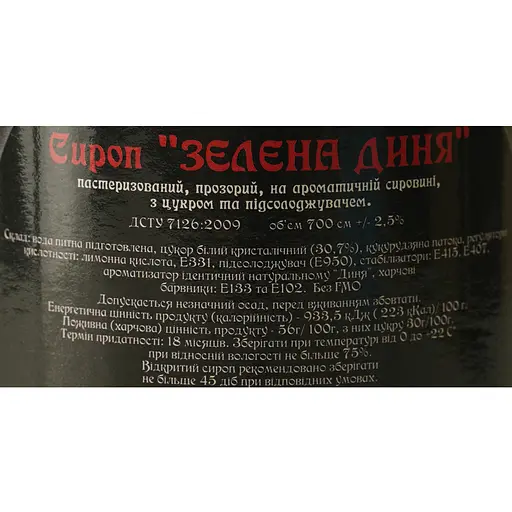 Сироп "ЗЕЛЕНА ДИНЯ"
пастеризований, прозорий, на ароматичній сировині,
з цукром та підсолоджувачем.
ДСТУ 7126:2009 об'єм 700 см +/- 2,5%
Склад: вода питна підготовлена, цукор білий кристалічний (30,7%), кукурудзяна патока, регулятори
кислотності: лимонна кислота, Е331, підсолоджувач (Е950), стабілізатори: Е415, Е407,
ароматизатор ідентичний натуральному "Диня", харчові
барвники: Е133 та Е102. Без ГМО
Допускається незначний осад, перед вживанням збовтати.
Енергетична цінність продукту (калорійність) - 933,5 кДж ( 223 кКал)/100 г.
Поживна (харчова) цінність продукту - 56г/ 100г, з них цукру 30г/100г.
Термін придатності: 18 місяців. Зберігати при температурі від 0 до +22 С
при відносній вологості не більше 75%.
Відкритий сироп рекомендовано зберігати
не більше 45 діб при відповідних умовах.